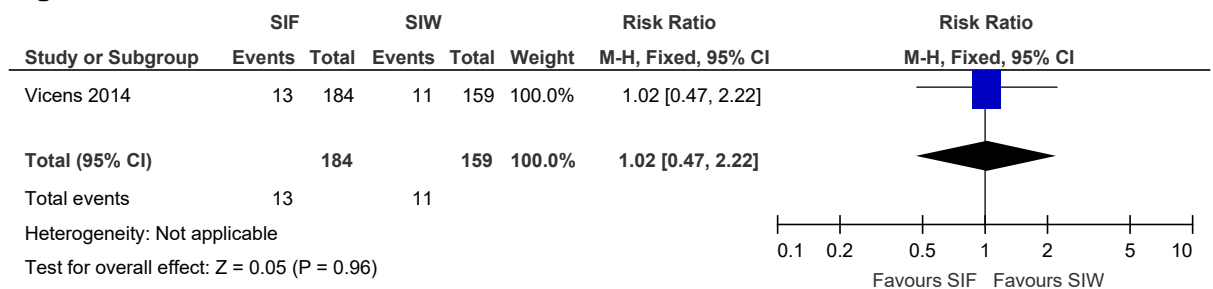 SIF SIW Risk Ratio Risk Ratio
Study or Subgroup Events Total Events Total Weight M-H, Fixed, 95% CI M-H, Fixed, 95% CI
Vicens 2014 13 184 11 159 100.0% 1.02 [0.47, 2.22]
Total (95% CI) 184 159 100.0% 1.02 [0.47, 2.22]
Total events 13 11
Heterogeneity: Not applicable
Test for overall effect: Z = 0.05 (P = 0.96)
0.1 0.2 0.5 1 2 5 10
Favours SIF Favours SIW